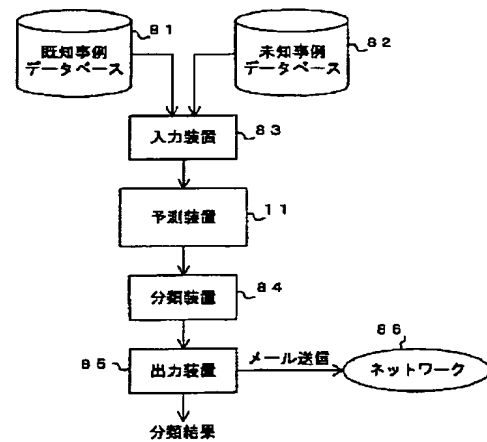 既知事例
データベース
81
未知事例
データベース
82
入力装置
83
予測装置
11
分類装置
84
85
出力装置
メール送信
86
ネットワーク
分類結果